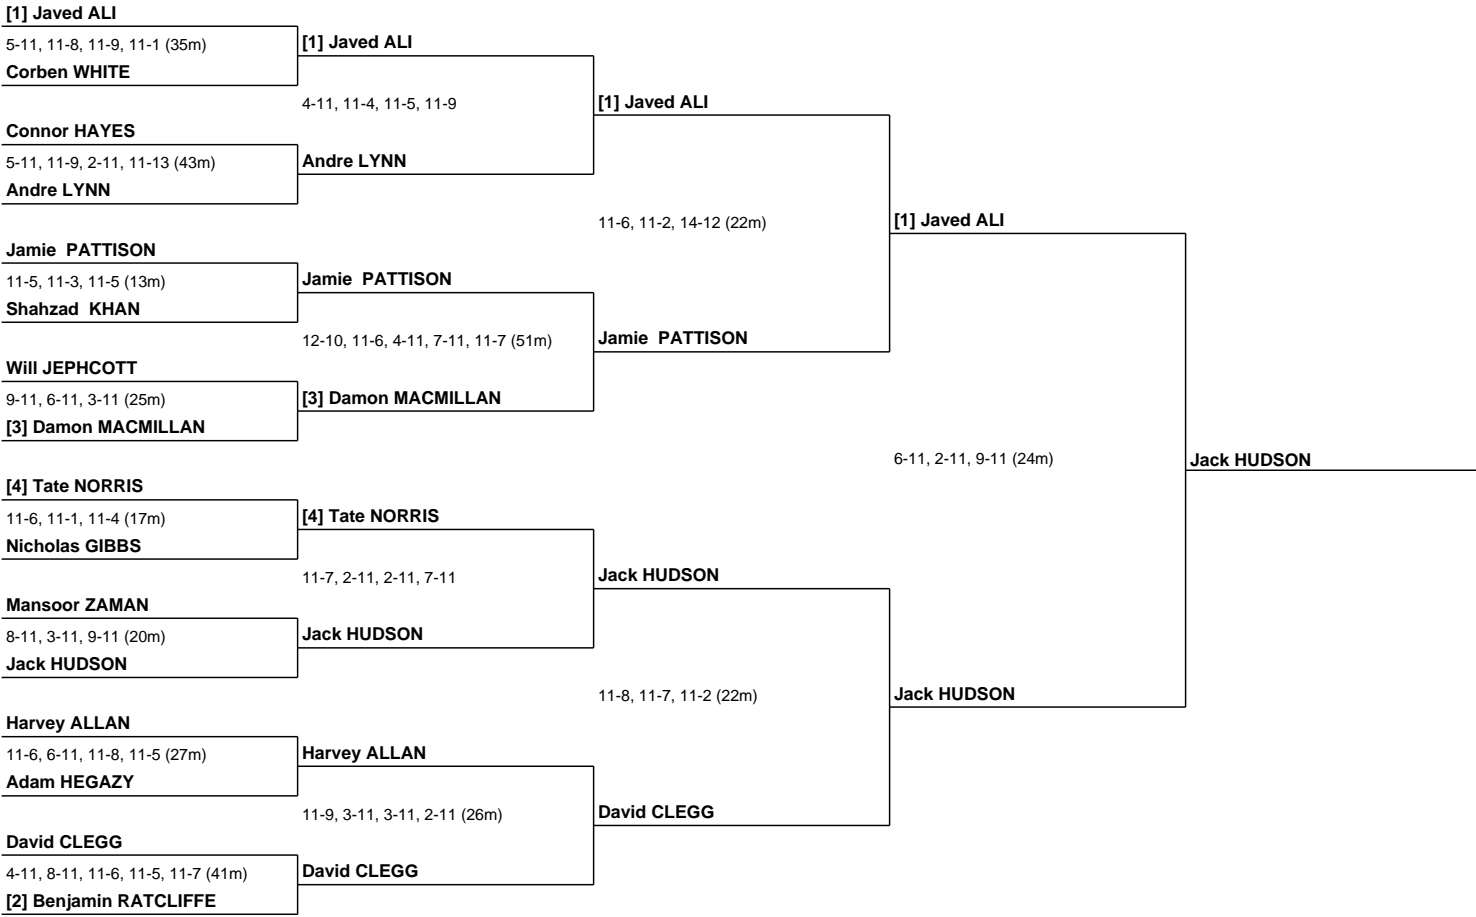 [1] Javed ALI
5-11, 11-8, 11-9, 11-1 (35m)
Corben WHITE
Connor HAYES
5-11, 11-9, 2-11, 11-13 (43m)
Andre LYNN
Jamie  PATTISON
11-5, 11-3, 11-5 (13m)
Shahzad  KHAN
Will JEPHCOTT
9-11, 6-11, 3-11 (25m)
[3] Damon MACMILLAN
[4] Tate NORRIS
11-6, 11-1, 11-4 (17m)
Nicholas GIBBS
Mansoor ZAMAN
8-11, 3-11, 9-11 (20m)
Jack HUDSON
Harvey ALLAN
11-6, 6-11, 11-8, 11-5 (27m)
Adam HEGAZY
David CLEGG
4-11, 8-11, 11-6, 11-5, 11-7 (41m)
[2] Benjamin RATCLIFFE
[1] Javed ALI
4-11, 11-4, 11-5, 11-9
Andre LYNN
Jamie  PATTISON
12-10, 11-6, 4-11, 7-11, 11-7 (51m)
[3] Damon MACMILLAN
[4] Tate NORRIS
11-7, 2-11, 2-11, 7-11
Jack HUDSON
Harvey ALLAN
11-9, 3-11, 3-11, 2-11 (26m)
David CLEGG
[1] Javed ALI
11-6, 11-2, 14-12 (22m)
Jamie  PATTISON
Jack HUDSON
11-8, 11-7, 11-2 (22m)
David CLEGG
[1] Javed ALI
6-11, 2-11, 9-11 (24m)
Jack HUDSON
Jack HUDSON